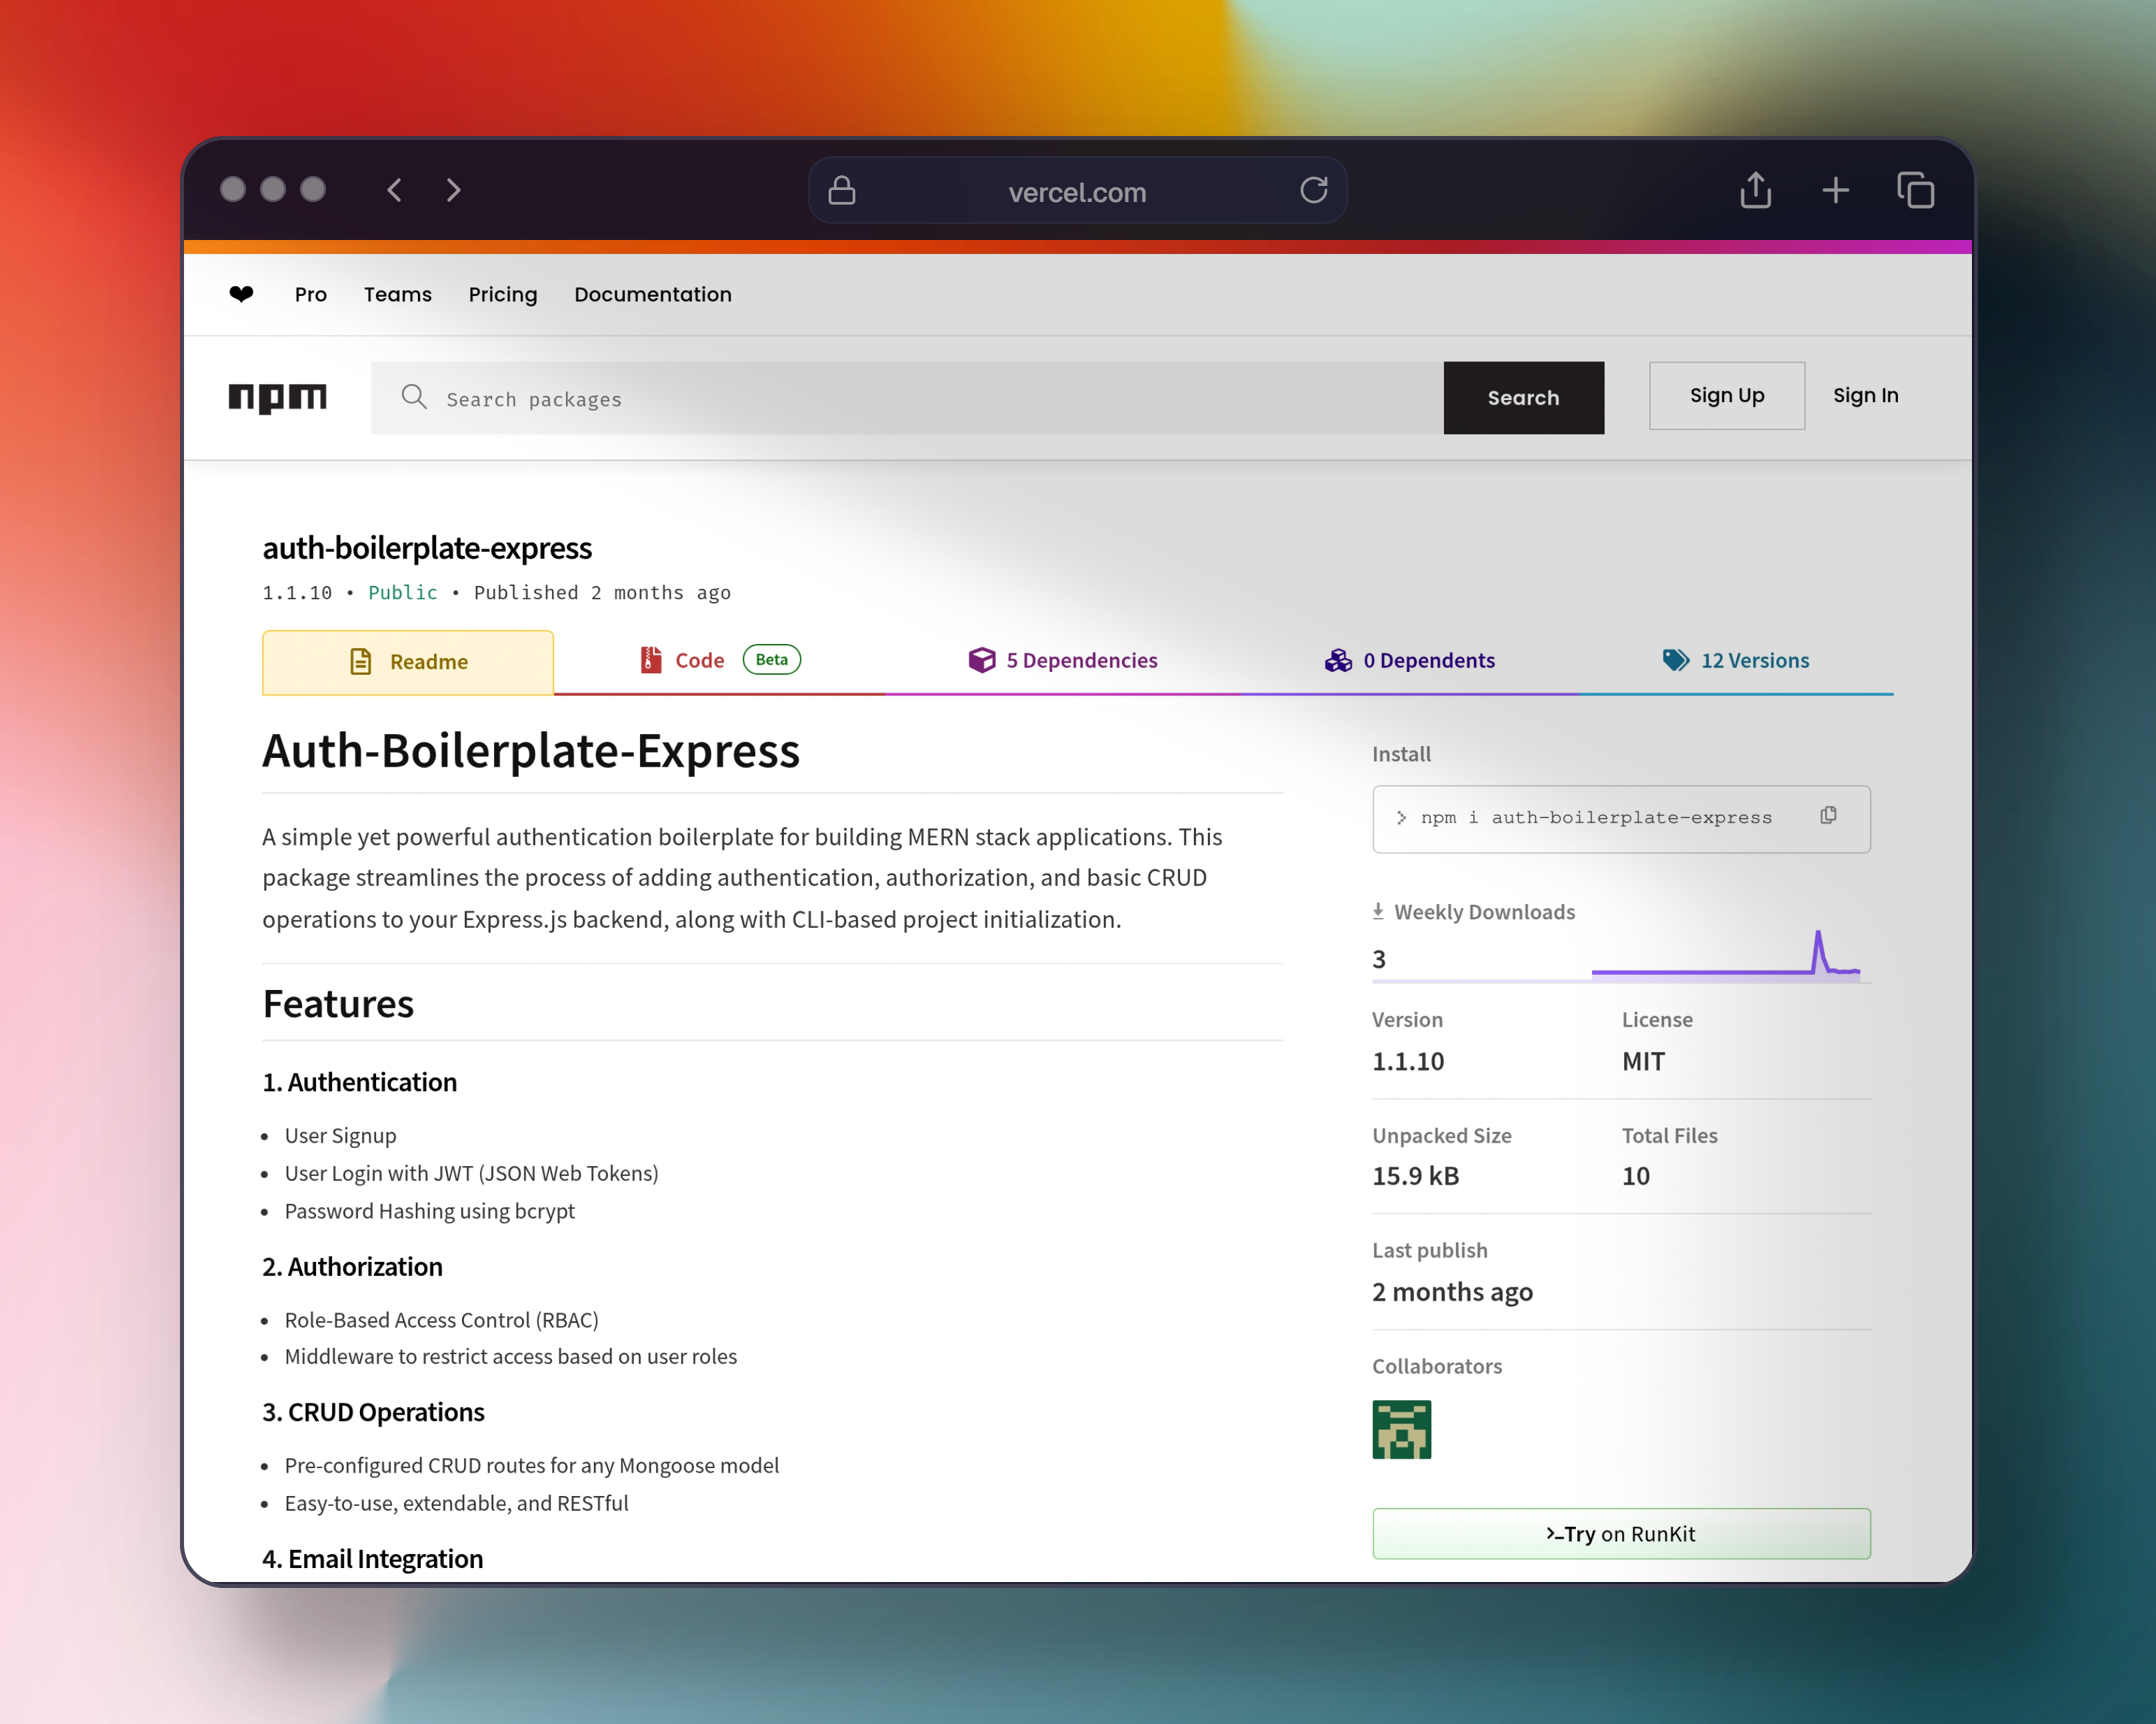 vercel.com
❤ Pro Teams Pricing Documentation
npm Search packages Search Sign Up Sign In
auth-boilerplate-express
1.1.10 • Public • Published 2 months ago
Readme Code Beta 5 Dependencies 0 Dependents 12 Versions
Auth-Boilerplate-Express
A simple yet powerful authentication boilerplate for building MERN stack applications. This
package streamlines the process of adding authentication, authorization, and basic CRUD
operations to your Express.js backend, along with CLI-based project initialization.
Features
1. Authentication
• User Signup
• User Login with JWT (JSON Web Tokens)
• Password Hashing using bcrypt
2. Authorization
• Role-Based Access Control (RBAC)
• Middleware to restrict access based on user roles
3. CRUD Operations
• Pre-configured CRUD routes for any Mongoose model
• Easy-to-use, extendable, and RESTful
4. Email Integration
Install
> npm i auth-boilerplate-express
Weekly Downloads
3
Version License
1.1.10 MIT
Unpacked Size Total Files
15.9 kB 10
Last publish
2 months ago
Collaborators
>_Try on RunKit